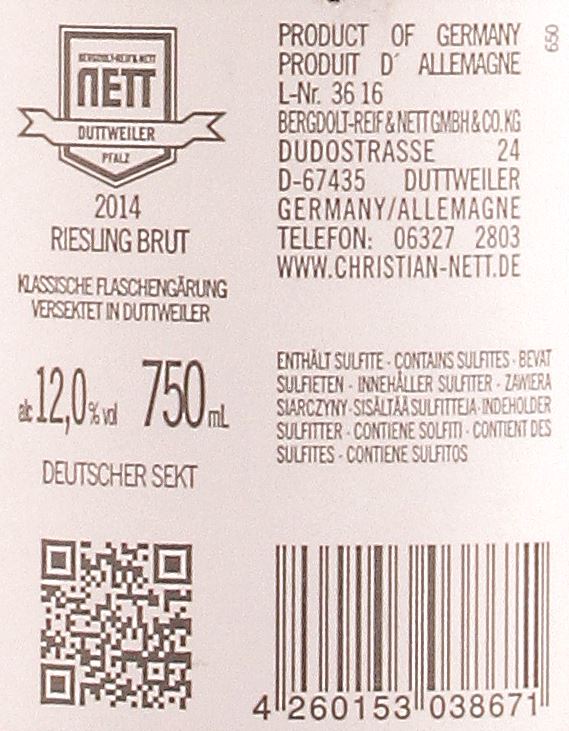 BERGDOLT-REIF & NETT
NETT
DUTTWEILER
PFALZ
2014
RIESLING BRUT
KLASSISCHE FLASCHENGÄRUNG
VERSEKTET IN DUTTWEILER
alc 12,0 % vol 750 mL
DEUTSCHER SEKT
PRODUCT OF GERMANY
PRODUIT D´ ALLEMAGNE
L-Nr. 36 16
BERGDOLT-REIF & NETT GMBH & CO. KG
DUDOSTRASSE 24
D-67435 DUTTWEILER
GERMANY/ALLEMAGNE
TELEFON: 06327 2803
WWW.CHRISTIAN-NETT.DE
650
ENTHÄLT SULFITE · CONTAINS SULFITES · BEVAT
SULFIETEN · INNEHÅLLER SULFITER · ZAWIERA
SIARCZYNY · SISÄLTÄÄ SULFITTEJA · INDEHOLDER
SULFITTER · CONTIENE SOLFITI · CONTIENT DES
SULFITES · CONTIENE SULFITOS
4 260153 038671